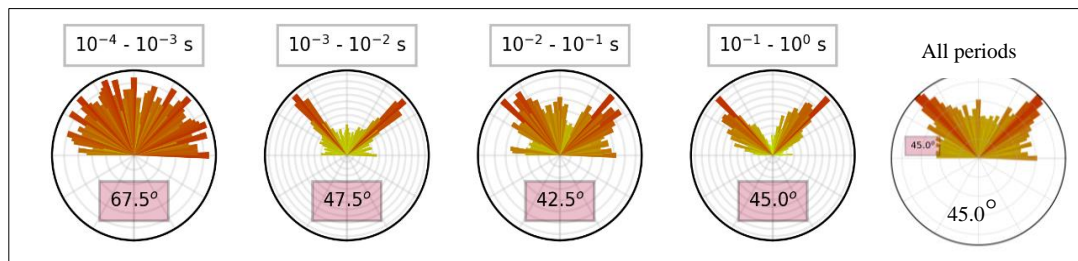 10⁻⁴ - 10⁻³ s
10⁻³ - 10⁻² s
10⁻² - 10⁻¹ s
10⁻¹ - 10⁰ s
All periods
45.0°
67.5°
47.5°
42.5°
45.0°
45.0°